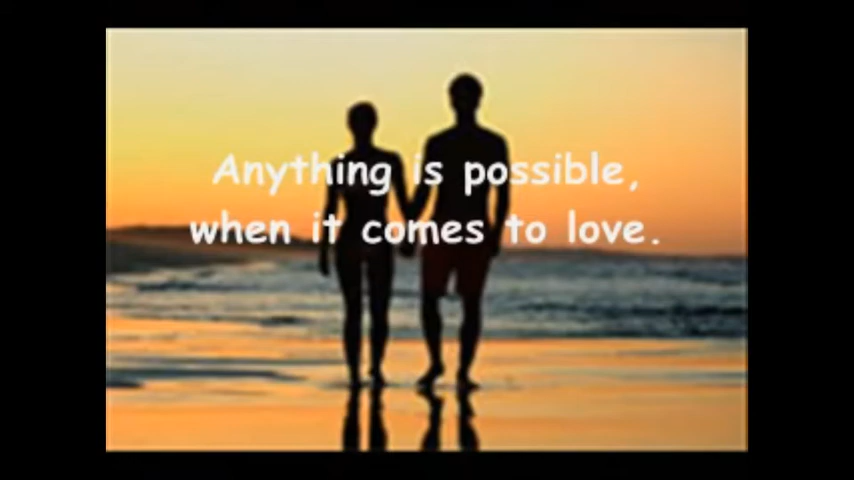 Anything is possible,
when it comes to love.